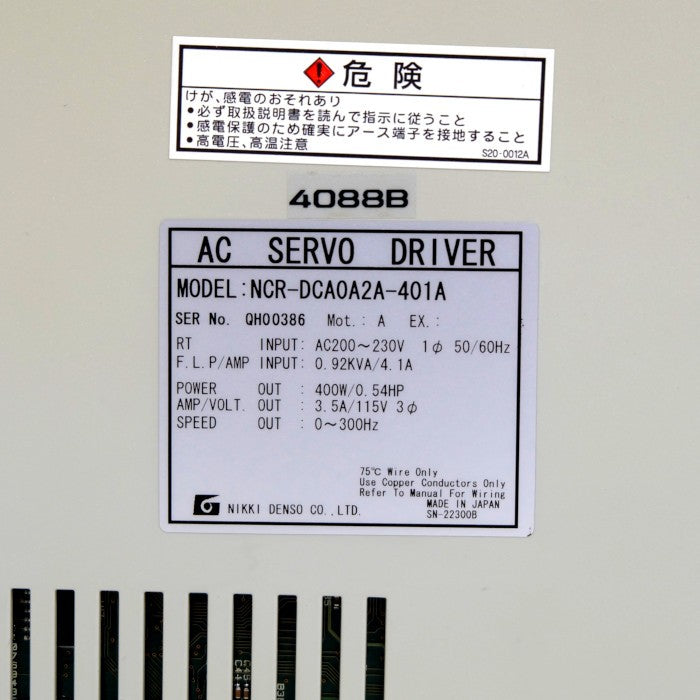 危険
けが、感電のおそれあり
•必ず取扱説明書を読んで指示に従うこと
•感電保護のため確実にアース端子を接地すること
•高電圧、高温注意
S20-0012A
4088B
AC SERVO DRIVER
MODEL:NCR-DCA0A2A-401A
SER No. QH00386 Mot.: A EX.:
RT INPUT: AC200～230V 1φ 50/60Hz
F.L.P/AMP INPUT: 0.92KVA/4.1A
POWER OUT : 400W/0.54HP
AMP/VOLT. OUT : 3.5A/115V 3φ
SPEED OUT : 0～300Hz
75℃ Wire Only
Use Copper Conductors Only
Refer To Manual For Wiring
MADE IN JAPAN
SN-22300B
NIKKI DENSO CO.,LTD.
C44
C45